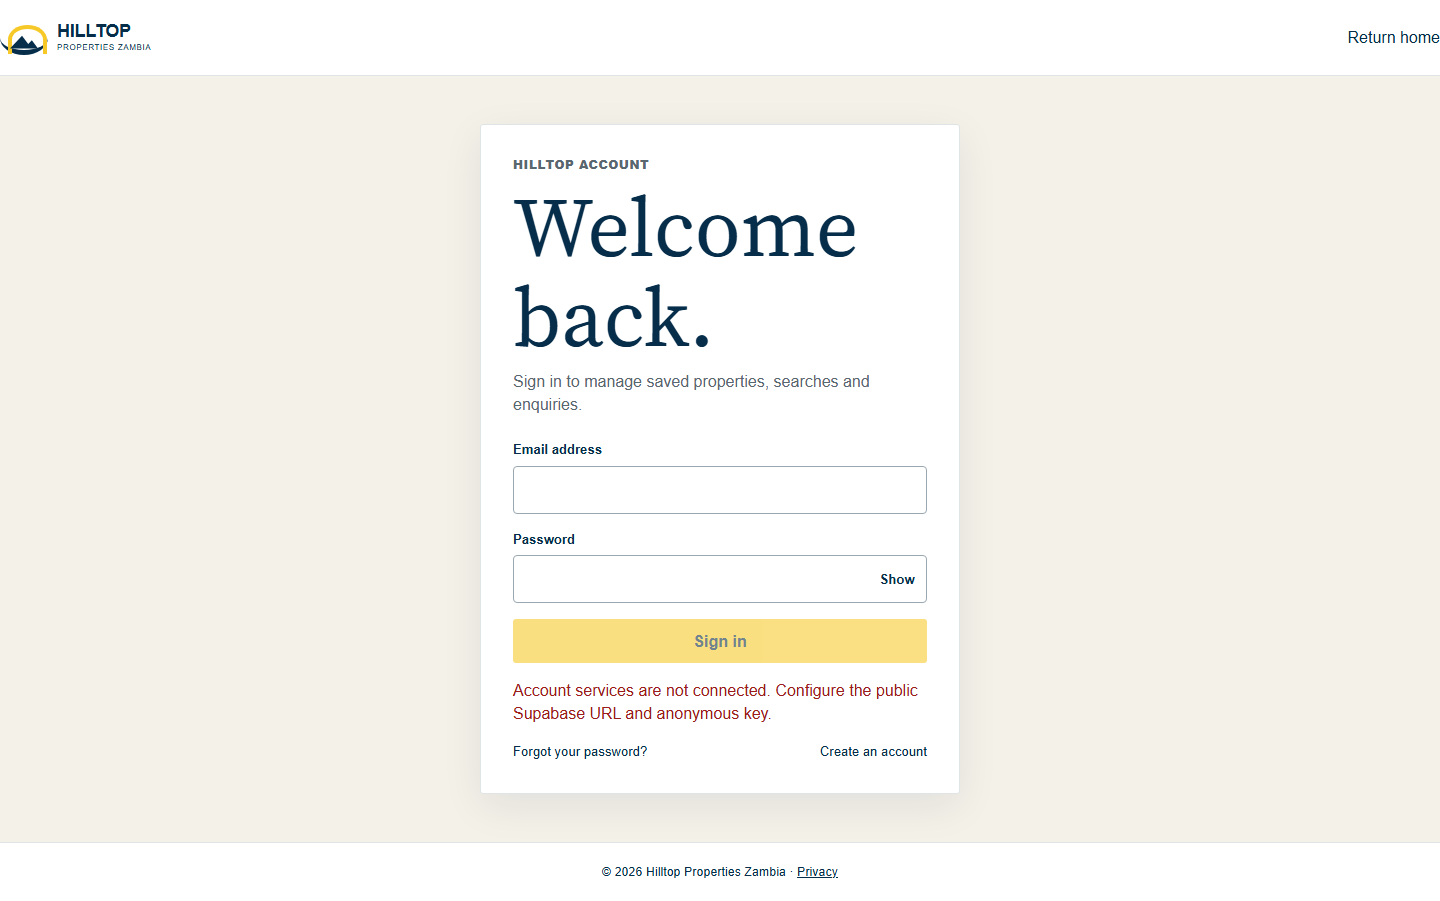 HILLTOP
PROPERTIES ZAMBIA
Return home
HILLTOP ACCOUNT
Welcome
back.
Sign in to manage saved properties, searches and
enquiries.
Email address
Password
Show
Sign in
Account services are not connected. Configure the public
Supabase URL and anonymous key.
Forgot your password?
Create an account
© 2026 Hilltop Properties Zambia · Privacy